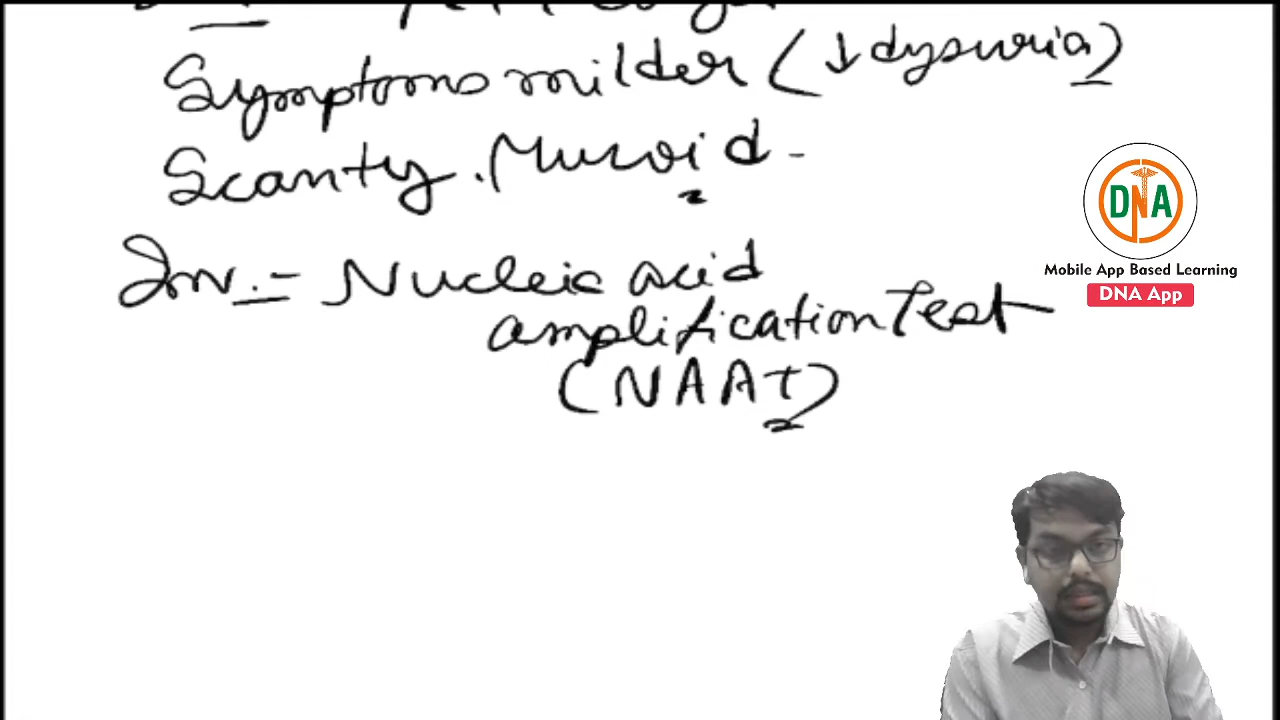 Symptoms milder (↓ dysuria)
Scanty. Mucoid -
Inv. - Nucleic acid
amplification Test
(NAAT)
DNA
Mobile App Based Learning
DNA App